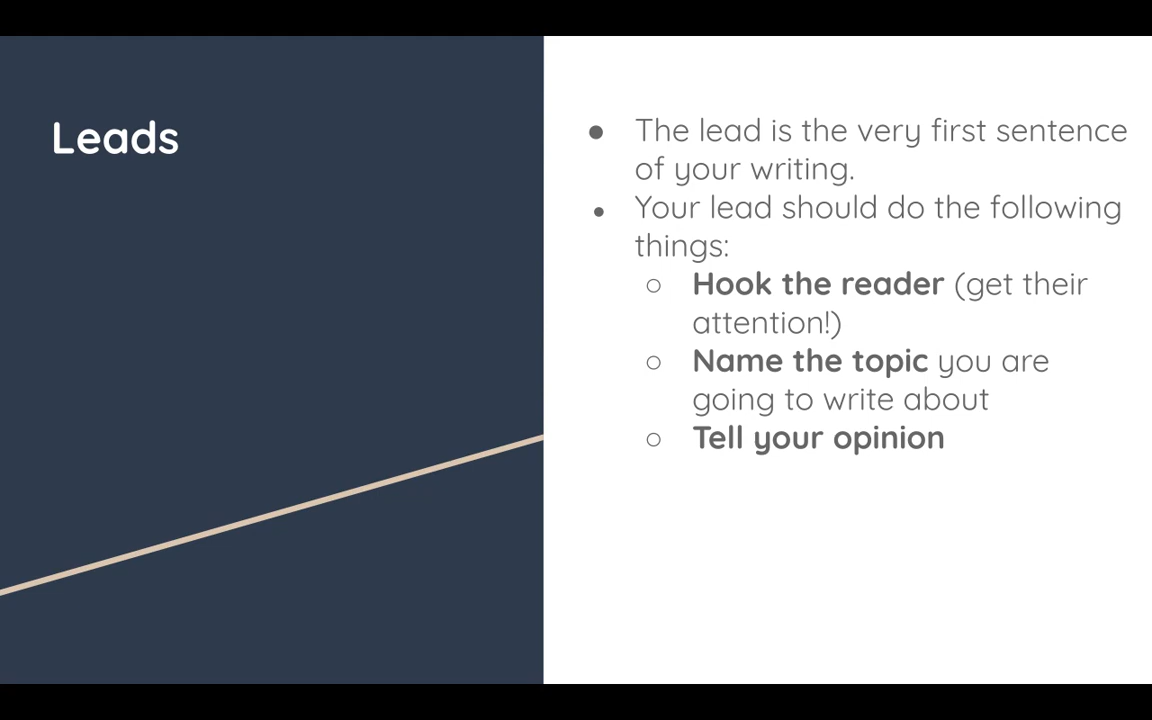 Leads
● The lead is the very first sentence
of your writing.
● Your lead should do the following
things:
○ Hook the reader (get their
attention!)
○ Name the topic you are
going to write about
○ Tell your opinion